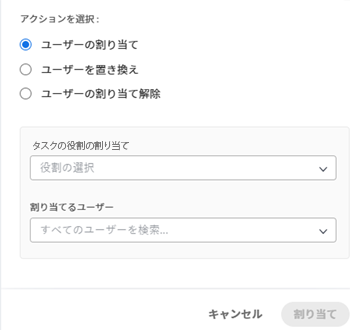 アクションを選択 :
ユーザーの割り当て
ユーザーを置き換え
ユーザーの割り当て解除
タスクの役割の割り当て
役割の選択
割り当てるユーザー
すべてのユーザーを検索...
キャンセル
割り当て